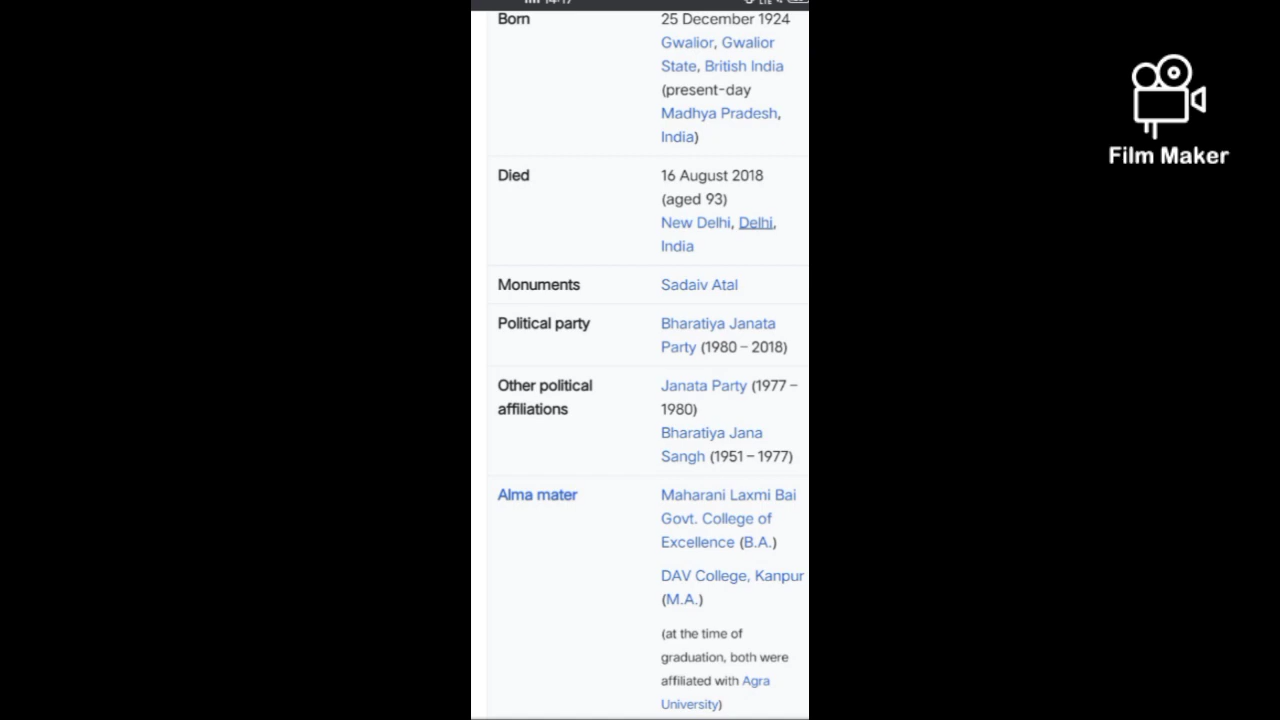 Born
25 December 1924
Gwalior, Gwalior
State, British India
(present-day
Madhya Pradesh,
India)
Died
16 August 2018
(aged 93)
New Delhi, Delhi,
India
Monuments
Sadaiv Atal
Political party
Bharatiya Janata
Party (1980 – 2018)
Other political
affiliations
Janata Party (1977 –
1980)
Bharatiya Jana
Sangh (1951 – 1977)
Alma mater
Maharani Laxmi Bai
Govt. College of
Excellence (B.A.)
DAV College, Kanpur
(M.A.)
(at the time of
graduation, both were
affiliated with Agra
University)
Film Maker